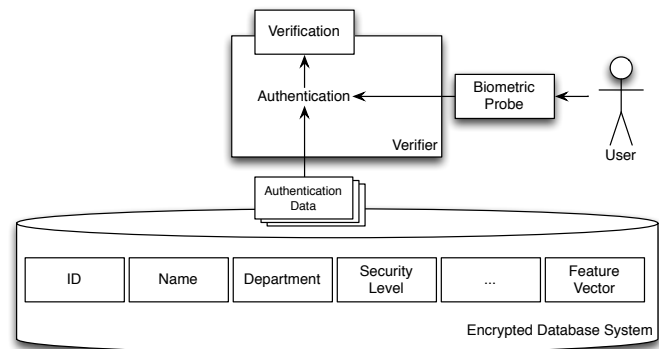 Verification
Authentication
Biometric
Probe
Verifier
User
Authentication
Data
ID
Name
Department
Security
Level
...
Feature
Vector
Encrypted Database System